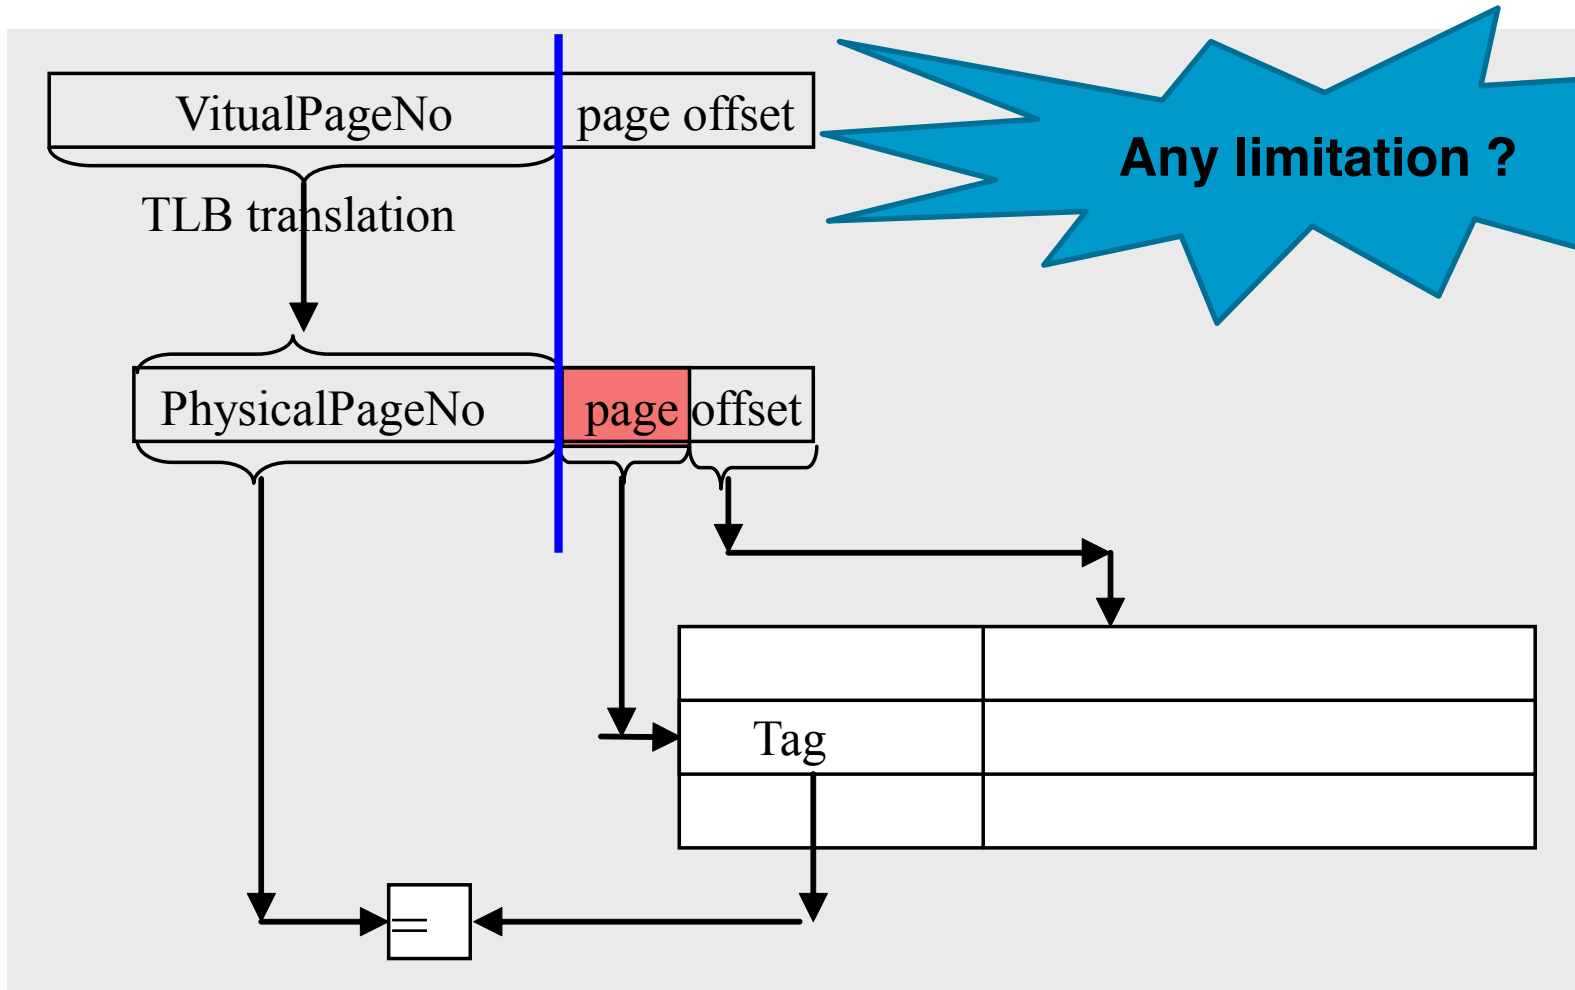 VitualPageNo page offset
Any limitation ?
TLB translation
PhysicalPageNo page offset
Tag
=